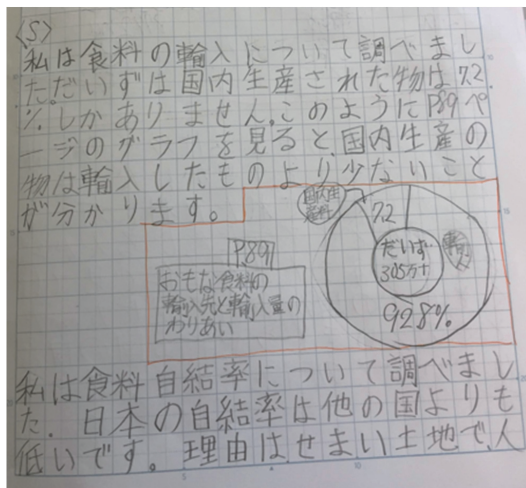 〈S〉
私は食料の輸入について調べまし
た。だいずは国内生産された物は7.2
%しかありません。このようにP89ペ
ージのグラフを見ると、国内生産の
物は輸入したものより少ないこと
が分かります。
7.2
輸入
だいず
305万t
92.8%
P.89
おもな食料の
輸入先と輸入量の
わりあい
私は食料自結率について調べまし
た。日本の自結率は他の国よりも
低いです。理由は、せまい土地で、人